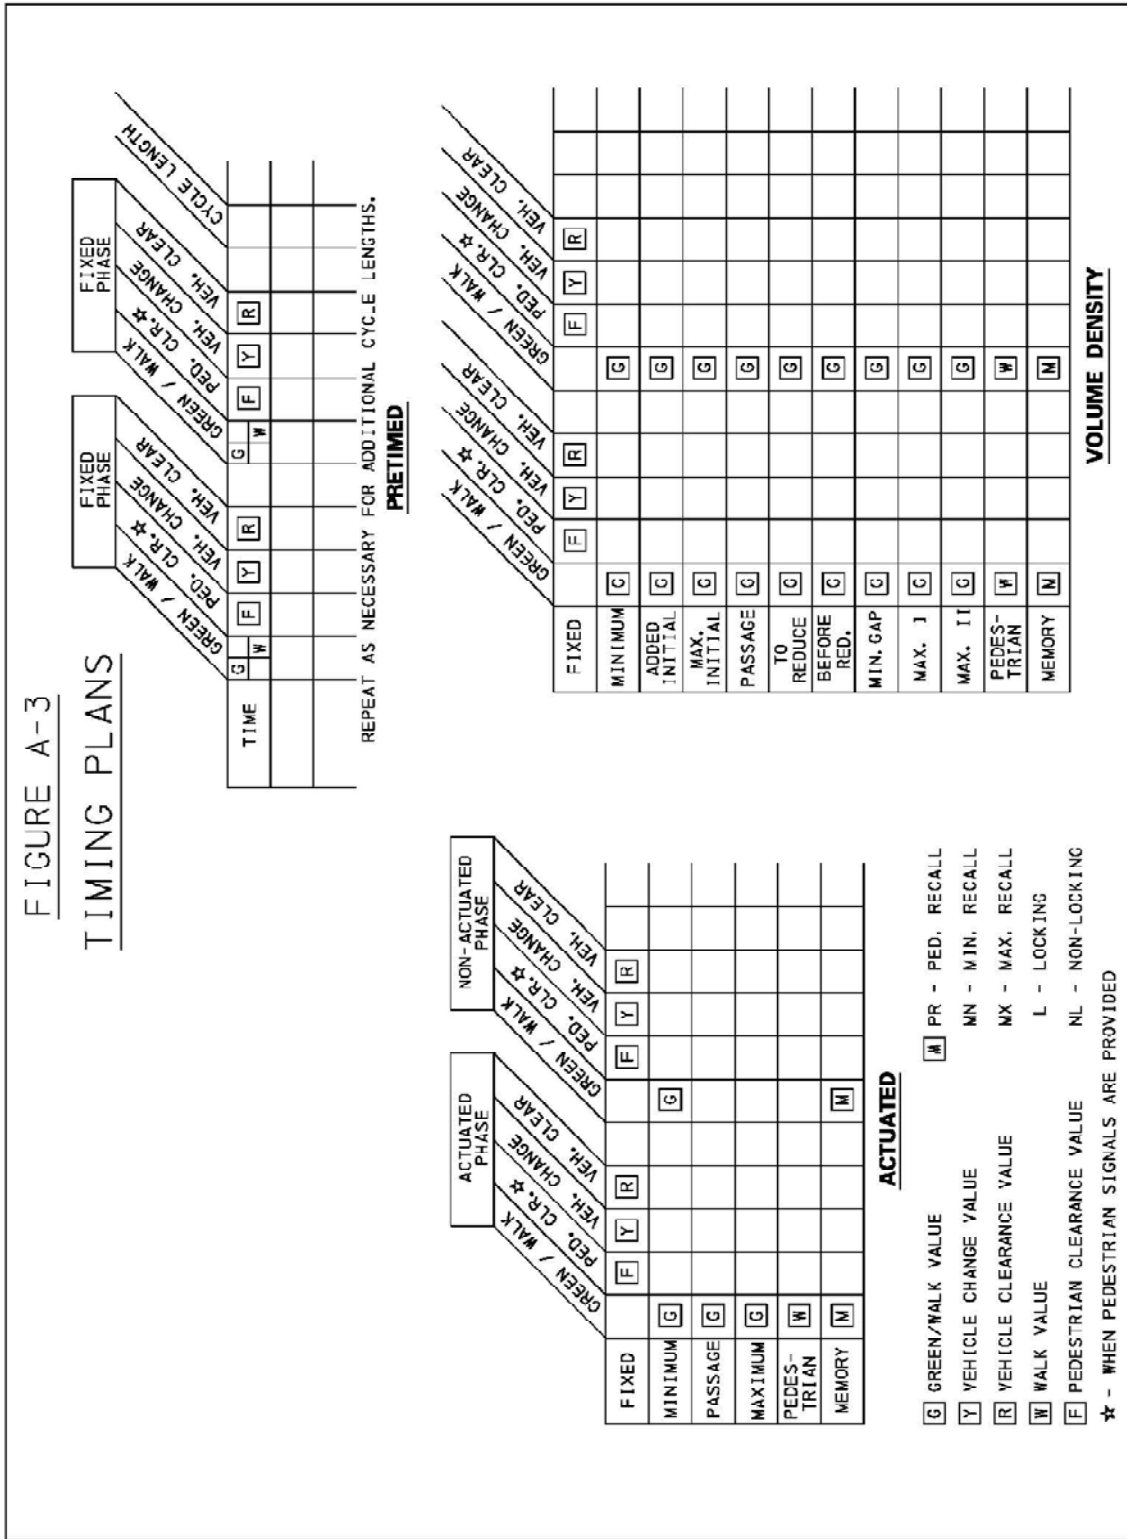 FIGURE A-3
TIMING PLANS
FIXED PHASE
FIXED PHASE
GREEN / WALK
PED. CLR.☆
VEH. CHANGE
VEH. CLEAR
GREEN / WALK
PED. CLR.☆
VEH. CHANGE
VEH. CLEAR
CYCLE LENGTH
TIME G W F Y R G W F Y R
REPEAT AS NECESSARY FOR ADDITIONAL CYCLE LENGTHS.
PRETIMED
ACTUATED PHASE
NON-ACTUATED PHASE
GREEN / WALK
PED. CLR.☆
VEH. CHANGE
VEH. CLEAR
GREEN / WALK
PED. CLR.☆
VEH. CHANGE
VEH. CLEAR
FIXED F Y R F Y R
MINIMUM G G
PASSAGE G
MAXIMUM G
PEDES-
TRIAN W
MEMORY M M
ACTUATED
GREEN / WALK
PED. CLR.☆
VEH. CHANGE
VEH. CLEAR
GREEN / WALK
PED. CLR.☆
VEH. CHANGE
VEH. CLEAR
FIXED F Y R F Y R
MINIMUM G G
ADDED
INITIAL G G
MAX.
INITIAL G G
PASSAGE G G
TO
REDUCE G G
BEFORE
RED. G G
MIN. GAP G G
MAX. I G G
MAX. II G G
PEDES-
TRIAN W W
MEMORY M M
VOLUME DENSITY
G GREEN/WALK VALUE
Y VEHICLE CHANGE VALUE
R VEHICLE CLEARANCE VALUE
W WALK VALUE
F PEDESTRIAN CLEARANCE VALUE
☆ - WHEN PEDESTRIAN SIGNALS ARE PROVIDED
M PR - PED. RECALL
MN - MIN. RECALL
MX - MAX. RECALL
L - LOCKING
NL - NON-LOCKING